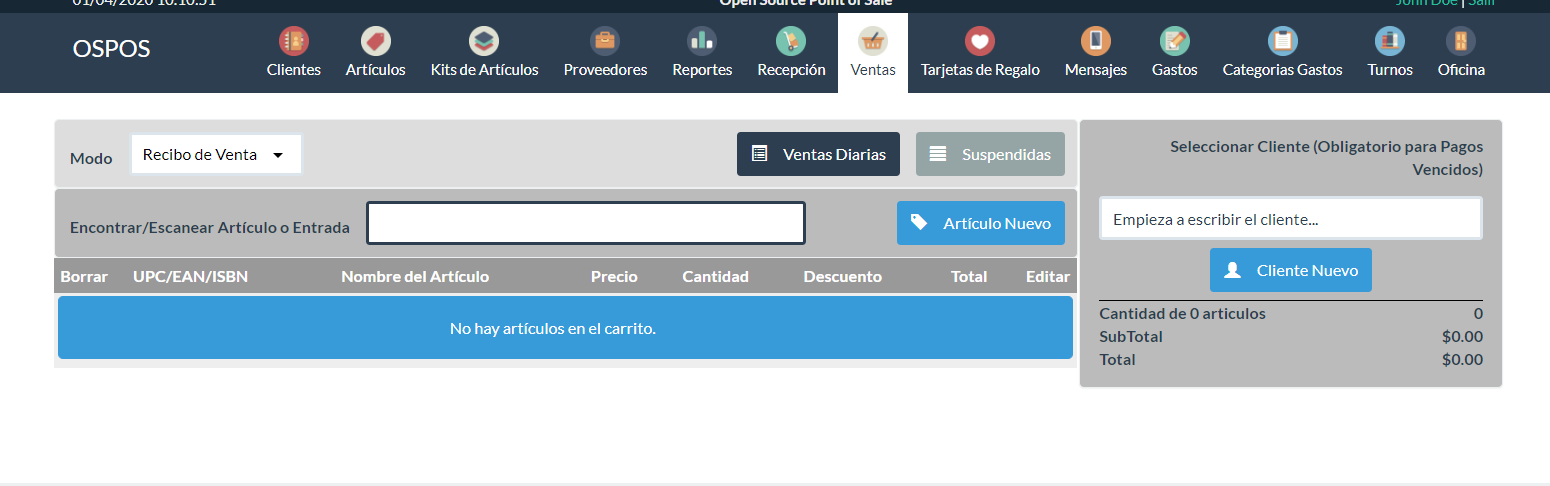 01/04/2020 10:10:51 Open Source Point of Sale John Doe | Salir
OSPOS
Clientes Artículos Kits de Artículos Proveedores Reportes Recepción Ventas Tarjetas de Regalo Mensajes Gastos Categorias Gastos Turnos Oficina
Modo Recibo de Venta Ventas Diarias Suspendidas
Encontrar/Escanear Artículo o Entrada Artículo Nuevo
Borrar UPC/EAN/ISBN Nombre del Artículo Precio Cantidad Descuento Total Editar
No hay artículos en el carrito.
Seleccionar Cliente (Obligatorio para Pagos
Vencidos)
Empieza a escribir el cliente...
Cliente Nuevo
Cantidad de 0 articulos 0
SubTotal $0.00
Total $0.00